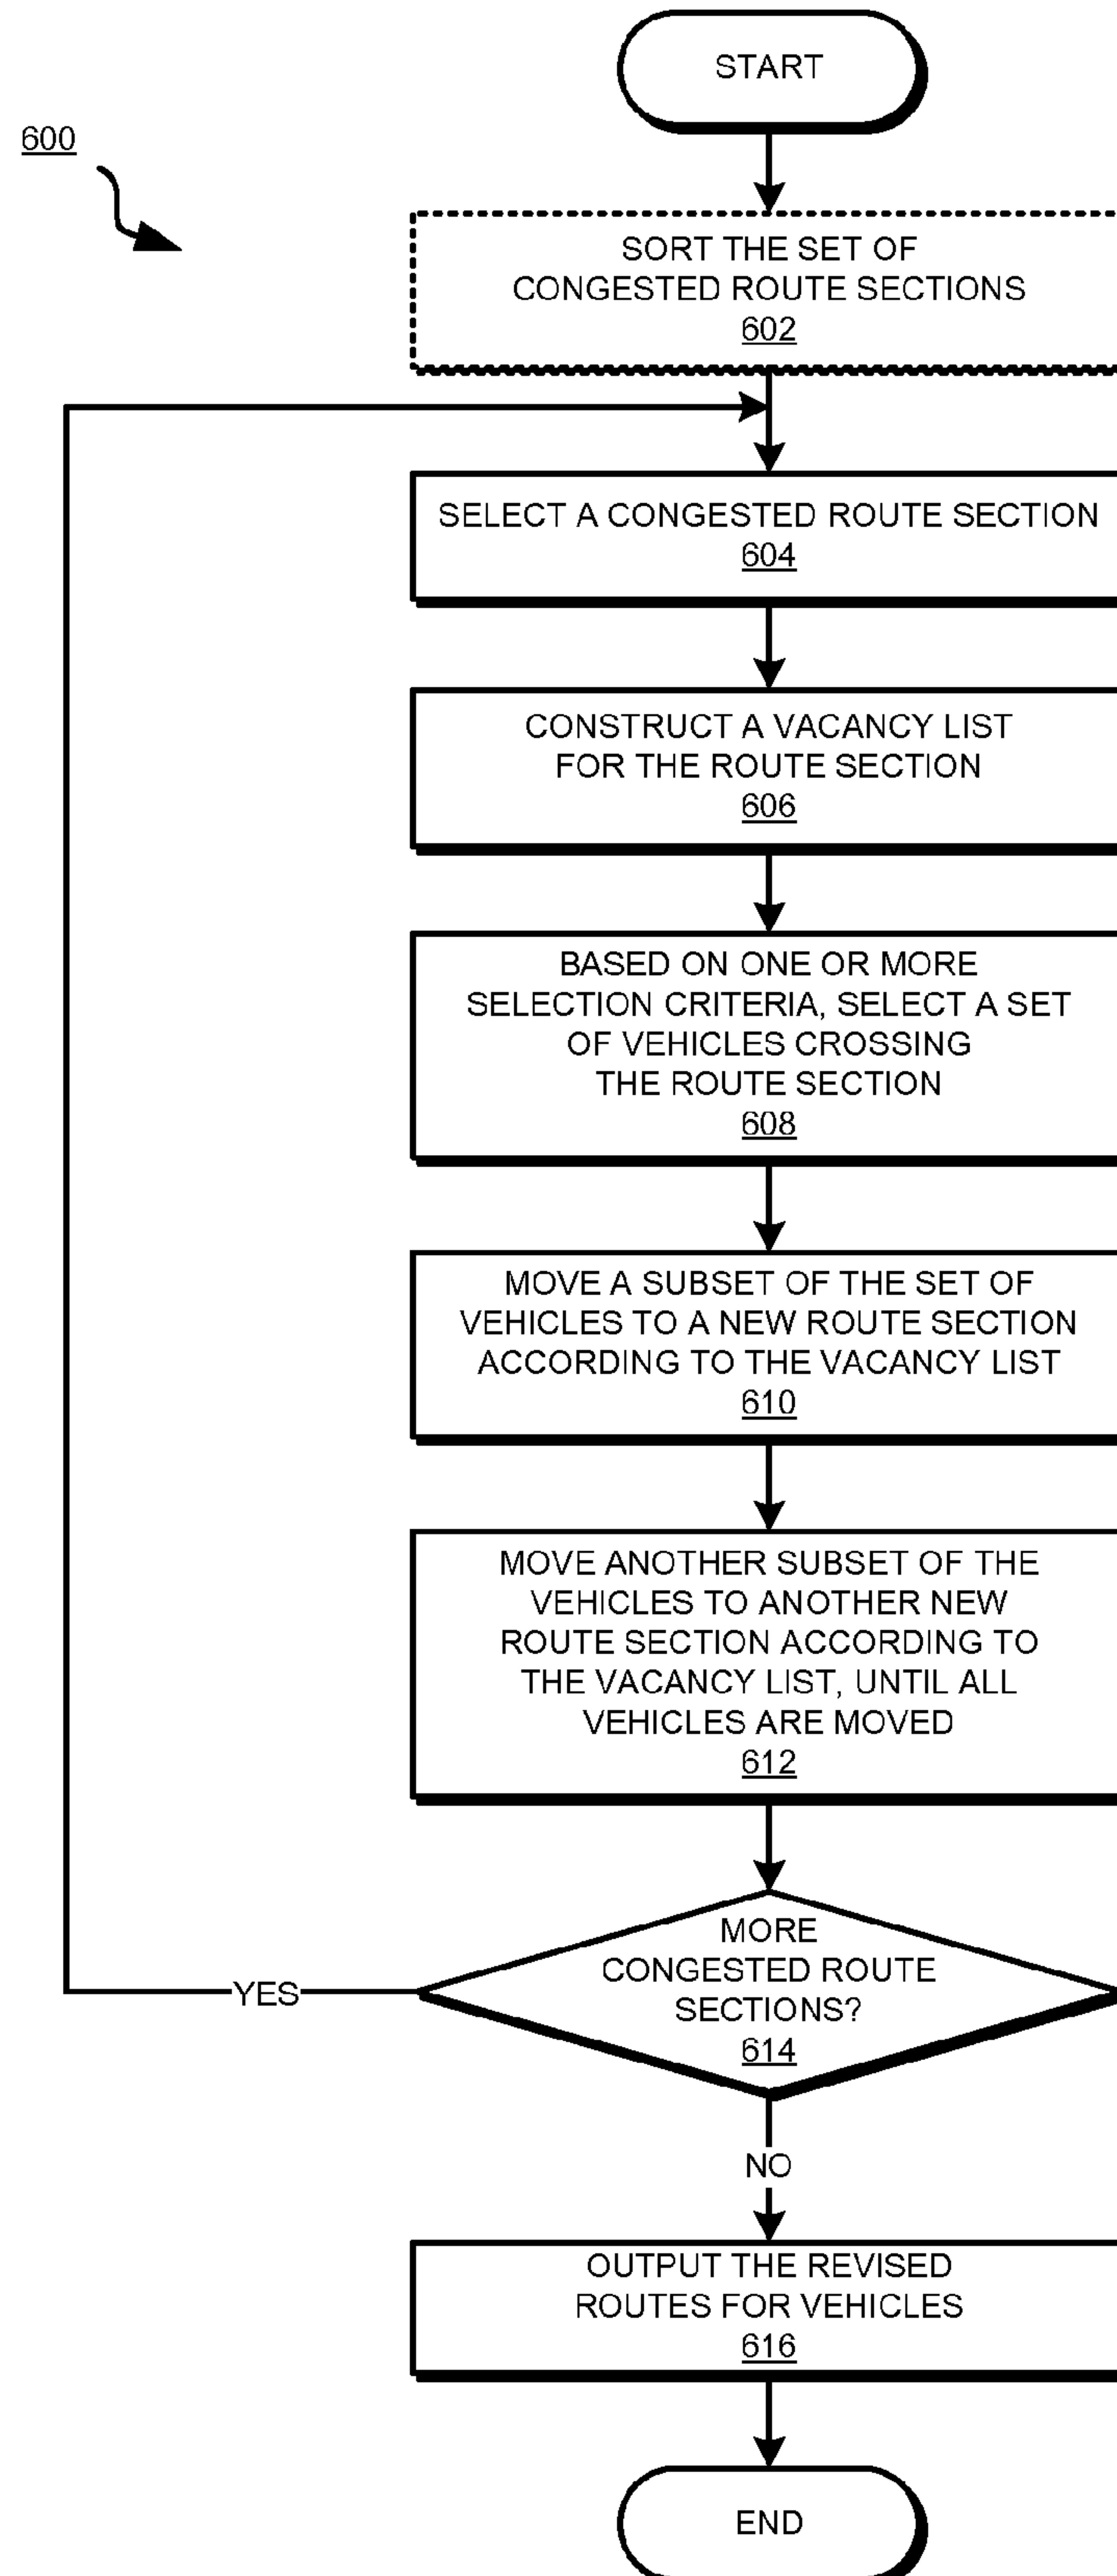 START
600
SORT THE SET OF
CONGESTED ROUTE SECTIONS
602
SELECT A CONGESTED ROUTE SECTION
604
CONSTRUCT A VACANCY LIST
FOR THE ROUTE SECTION
606
BASED ON ONE OR MORE
SELECTION CRITERIA, SELECT A SET
OF VEHICLES CROSSING
THE ROUTE SECTION
608
MOVE A SUBSET OF THE SET OF
VEHICLES TO A NEW ROUTE SECTION
ACCORDING TO THE VACANCY LIST
610
MOVE ANOTHER SUBSET OF THE
VEHICLES TO ANOTHER NEW
ROUTE SECTION ACCORDING TO
THE VACANCY LIST, UNTIL ALL
VEHICLES ARE MOVED
612
MORE
CONGESTED ROUTE
SECTIONS?
614
YES
NO
OUTPUT THE REVISED
ROUTES FOR VEHICLES
616
END